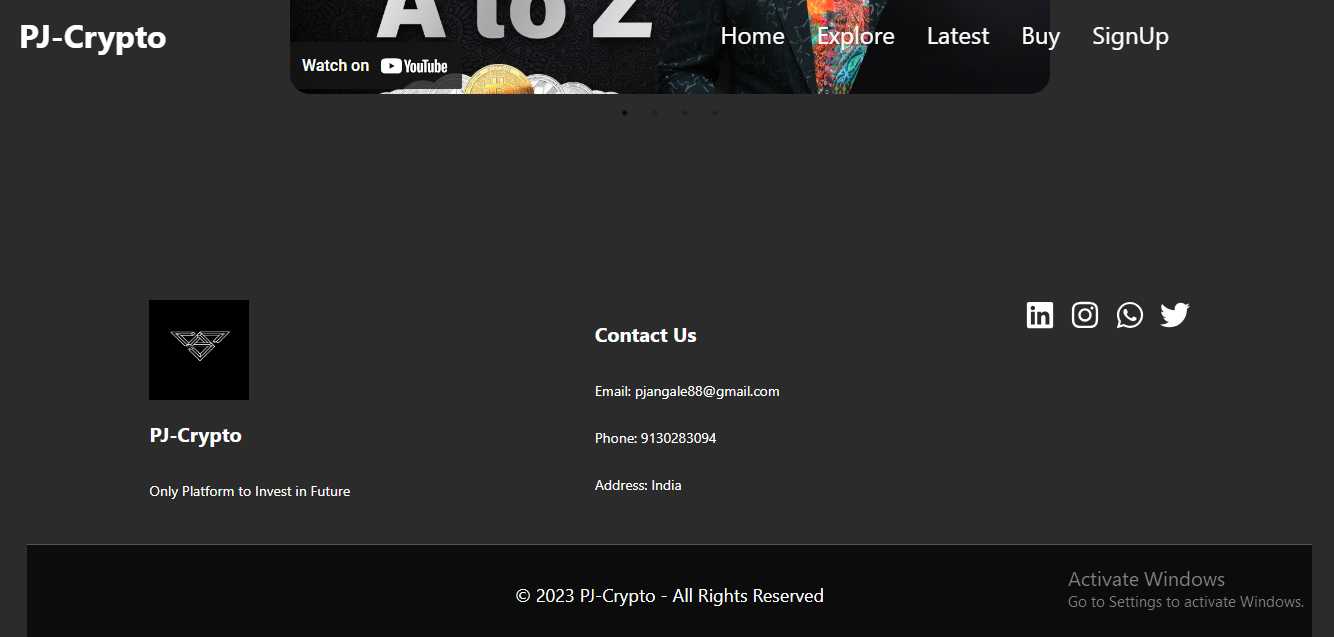 PJ-Crypto
A to Z
Home Explore Latest Buy SignUp
Watch on YouTube
Contact Us
Email: pjangale88@gmail.com
Phone: 9130283094
Address: India
PJ-Crypto
Only Platform to Invest in Future
© 2023 PJ-Crypto - All Rights Reserved
Activate Windows
Go to Settings to activate Windows.